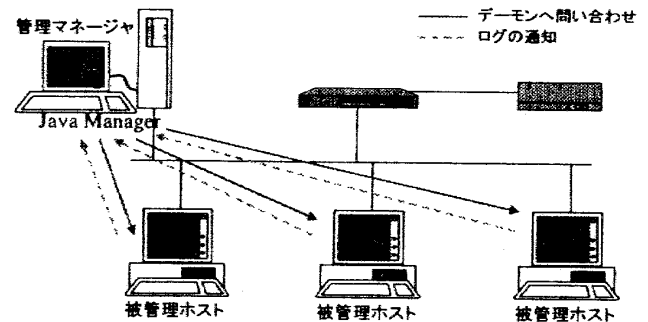 デーモンへ問い合わせ
ログの通知
管理マネージャ
Java Manager
被管理ホスト
被管理ホスト
被管理ホスト